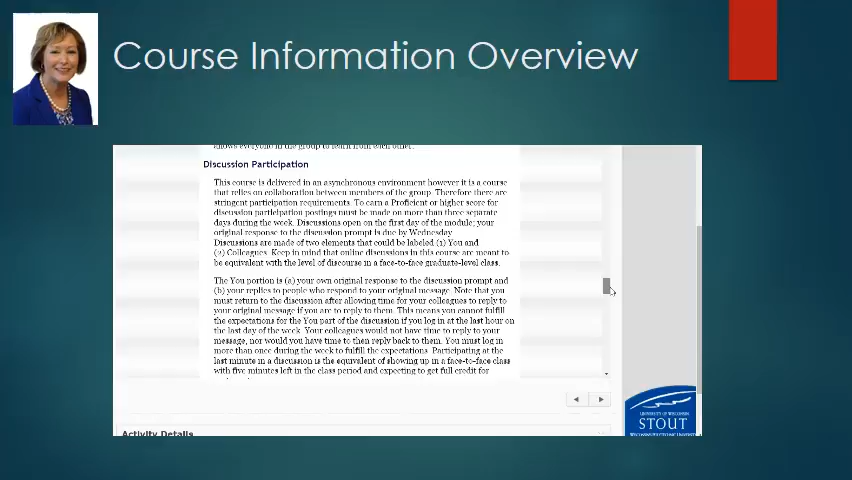 Course Information Overview
allows everyone in the group to learn from each other.
Discussion Participation
This course is delivered in an asynchronous environment however it is a course
that relies on collaboration between members of the group. Therefore there are
stringent participation requirements. To earn a Proficient or higher score for
discussion participation postings must be made on more than three separate
days during the week. Discussions open on the first day of the module; your
original response to the discussion prompt is due by Wednesday
Discussions are made of two elements that could be labeled (1) You and
(2) Colleagues. Keep in mind that online discussions in this course are meant to
be equivalent with the level of discourse in a face-to-face graduate-level class.
The You portion is (a) your own original response to the discussion prompt and
(b) your replies to people who respond to your original message. Note that you
must return to the discussion after allowing time for your colleagues to reply to
your original message if you are to reply to them. This means you cannot fulfill
the expectations for the You part of the discussion if you log in at the last hour on
the last day of the week. Your colleagues would not have time to reply to your
message, nor would you have time to then reply back to them. You must log in
more than once during the week to fulfill the expectations. Participating at the
last minute in a discussion is the equivalent of showing up in a face-to-face class
with five minutes left in the class period and expecting to get full credit for
UNIVERSITY OF WISCONSIN
STOUT
Activity Details